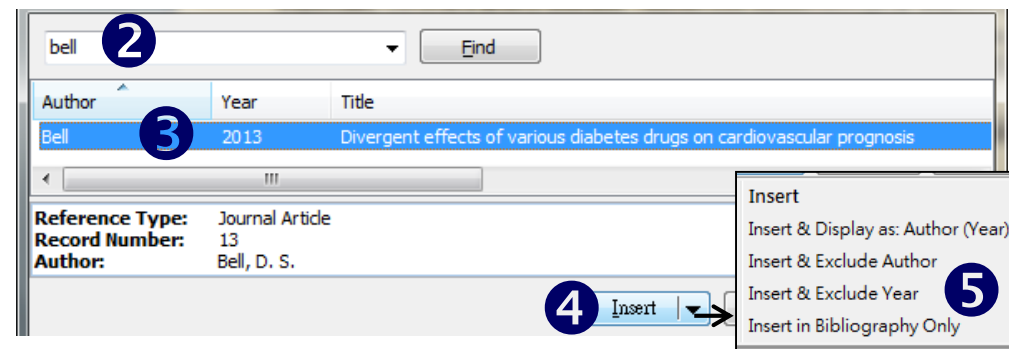 bell 2 Find
Author Year Title
Bell 3 2013 Divergent effects of various diabetes drugs on cardiovascular prognosis
Reference Type: Journal Article
Record Number: 13
Author: Bell, D. S.
4 Insert
Insert
Insert & Display as: Author (Year)
Insert & Exclude Author
Insert & Exclude Year 5
Insert in Bibliography Only